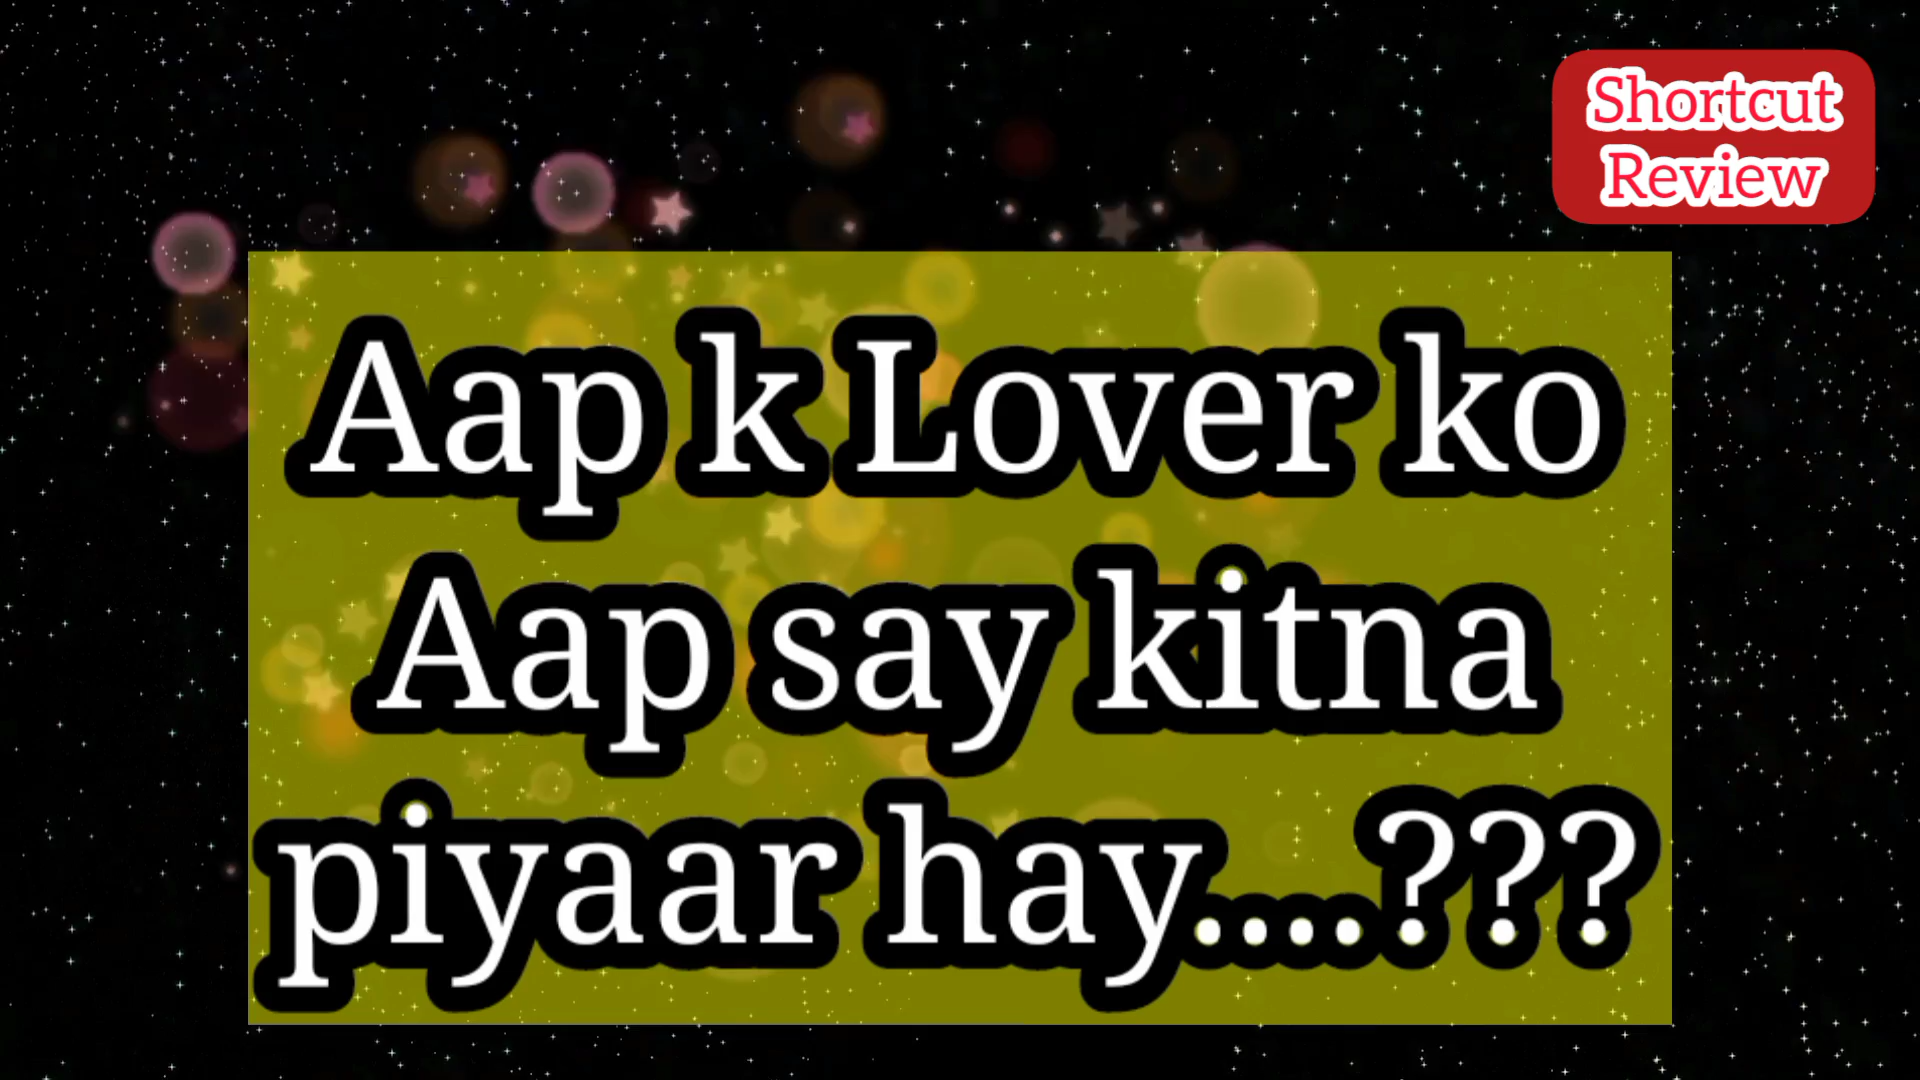 Shortcut
Review
Aap k Lover ko
Aap say kitna
piyaar hay....???